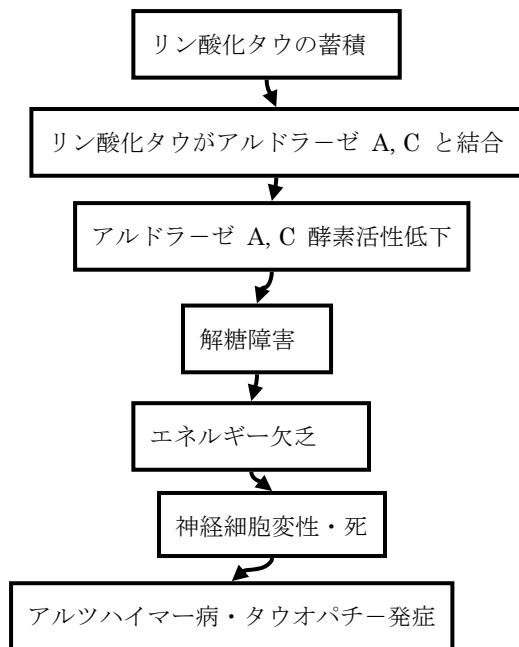 リン酸化タウの蓄積
リン酸化タウがアルドラーゼ A, C と結合
アルドラーゼ A, C 酵素活性低下
解糖障害
エネルギー欠乏
神経細胞変性・死
アルツハイマー病・タウオパチー発症